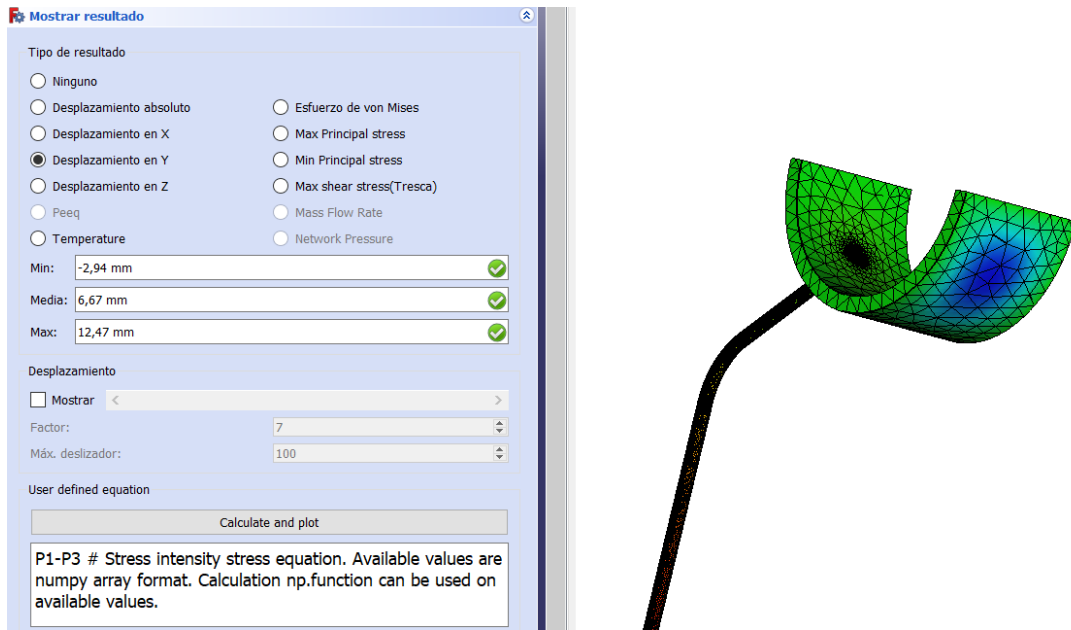 Mostrar resultado
Tipo de resultado
Ninguno
Desplazamiento absoluto
Esfuerzo de von Mises
Desplazamiento en X
Max Principal stress
Desplazamiento en Y
Min Principal stress
Desplazamiento en Z
Max shear stress(Tresca)
Peeq
Mass Flow Rate
Temperature
Network Pressure
Min: -2,94 mm
Media: 6,67 mm
Max: 12,47 mm
Desplazamiento
Mostrar
Factor: 7
Máx. deslizador: 100
User defined equation
Calculate and plot
P1-P3 # Stress intensity stress equation. Available values are
numpy array format. Calculation np.function can be used on
available values.